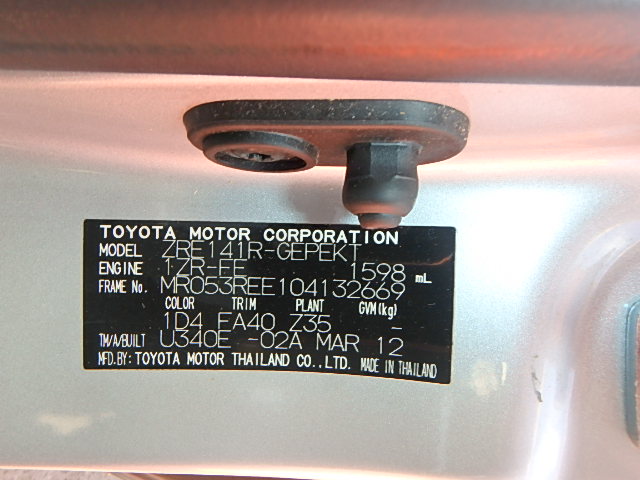 TOYOTA MOTOR CORPORATION
MODEL ZRE141R-GEPEKT
ENGINE 1ZR-FE 1598 mL
FRAME No. MR053REE104132669
COLOR TRIM PLANT GVM(kg)
1D4 FA40 Z35 -
TM/A/BUILT U340E -02A MAR 12
MFD.BY: TOYOTA MOTOR THAILAND CO.,LTD. MADE IN THAILAND